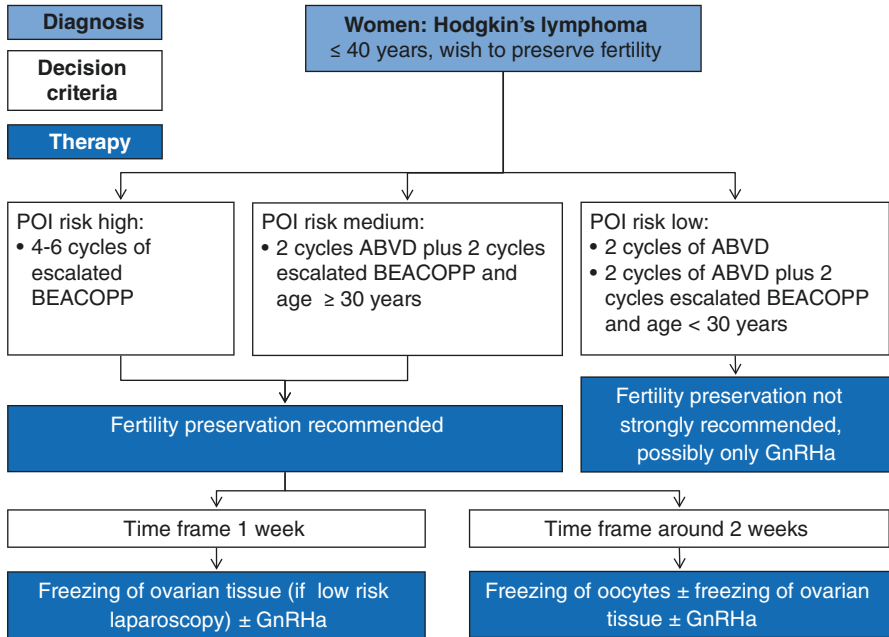 Diagnosis
Decision
criteria
Therapy
Women: Hodgkin's lymphoma
≤ 40 years, wish to preserve fertility
POI risk high:
• 4-6 cycles of
escalated
BEACOPP
POI risk medium:
• 2 cycles ABVD plus 2 cycles
escalated BEACOPP and
age ≥ 30 years
POI risk low:
• 2 cycles of ABVD
• 2 cycles of ABVD plus 2
cycles escalated BEACOPP
and age < 30 years
Fertility preservation recommended
Fertility preservation not
strongly recommended,
possibly only GnRHa
Time frame 1 week
Time frame around 2 weeks
Freezing of ovarian tissue (if low risk
laparoscopy) ± GnRHa
Freezing of oocytes ± freezing of ovarian
tissue ± GnRHa